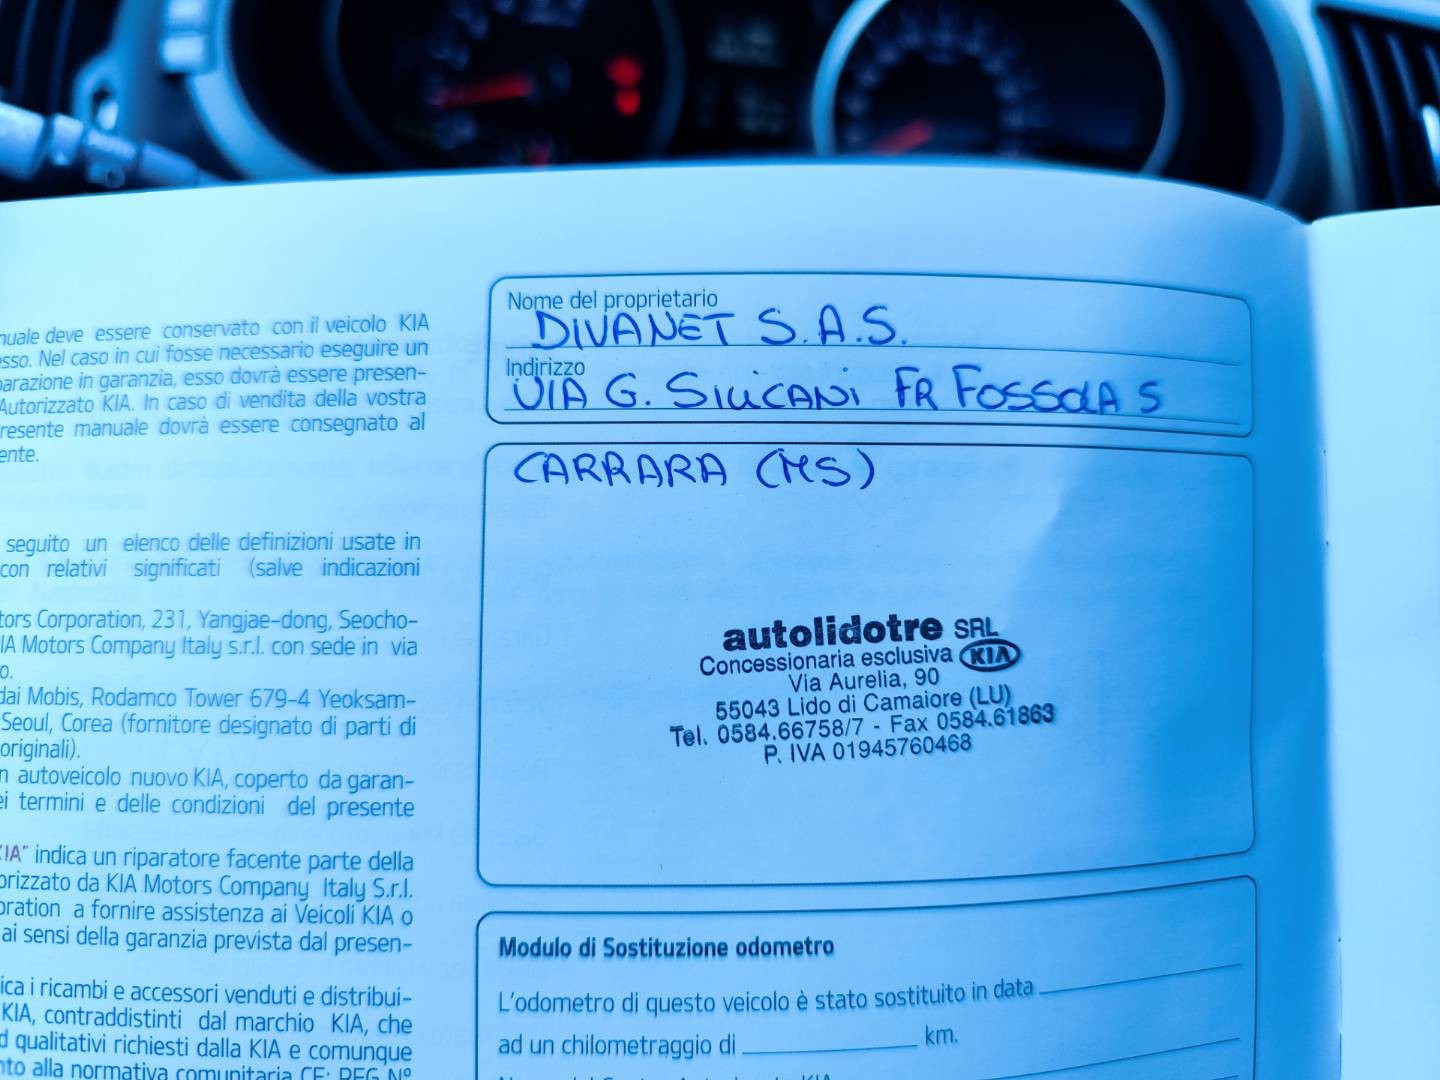 nuale deve essere conservato con il veicolo KIA
esso. Nel caso in cui fosse necessario eseguire un
parazione in garanzia, esso dovrà essere presen-
Autorizzato KIA. In caso di vendita della vostra
resente manuale dovrà essere consegnato al
ente.
seguito un elenco delle definizioni usate in
con relativi significati (salve indicazioni
tors Corporation, 231, Yangjae-dong, Seocho-
IA Motors Company Italy s.r.l. con sede in via
o.
dai Mobis, Rodamco Tower 679-4 Yeoksam-
Seoul, Corea (fornitore designato di parti di
originali).
n autoveicolo nuovo KIA, coperto da garan-
ei termini e delle condizioni del presente
KIA" indica un riparatore facente parte della
orizzato da KIA Motors Company Italy S.r.l.
oration a fornire assistenza ai Veicoli KIA o
ai sensi della garanzia prevista dal presen-
ica i ricambi e accessori venduti e distribui-
KIA, contraddistinti dal marchio KIA, che
d qualitativi richiesti dalla KIA e comunque
nto alla normativa comunitaria CE: REG N°
Nome del proprietario
DIVANET S.A.S.
Indirizzo
VIA G. SILICANI FR FOSSOLA 5
CARRARA (MS)
autolidotre SRL
Concessionaria esclusiva KIA
Via Aurelia, 90
55043 Lido di Camaiore (LU)
Tel. 0584.66758/7 - Fax 0584.61863
P. IVA 01945760468
Modulo di Sostituzione odometro
L'odometro di questo veicolo è stato sostituito in data
ad un chilometraggio di km.